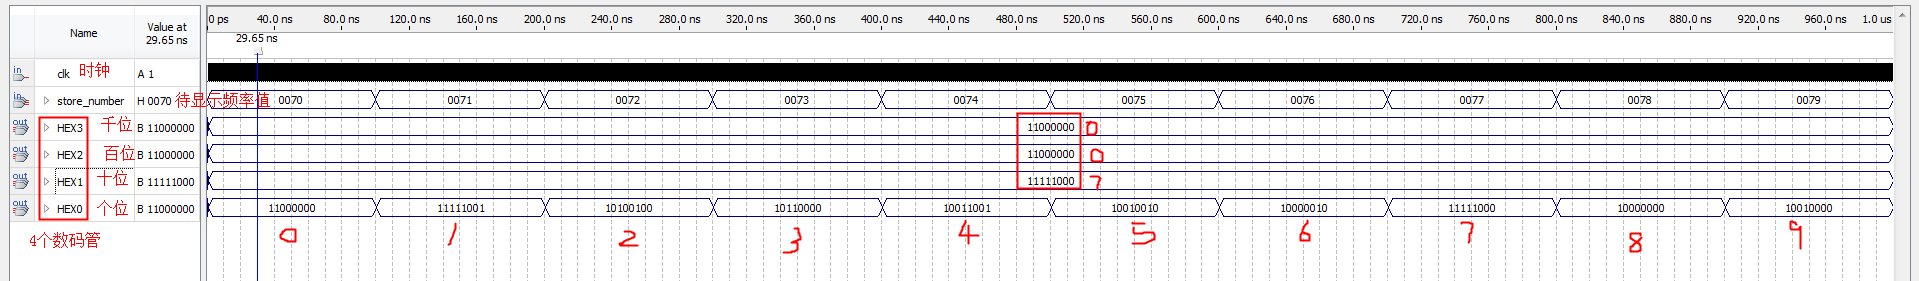 Name
Value at
29.65 ns
0 ps 40.0 ns 80.0 ns 120.0 ns 160.0 ns 200.0 ns 240.0 ns 280.0 ns 320.0 ns 360.0 ns 400.0 ns 440.0 ns 480.0 ns 520.0 ns 560.0 ns 600.0 ns 640.0 ns 680.0 ns 720.0 ns 760.0 ns 800.0 ns 840.0 ns 880.0 ns 920.0 ns 960.0 ns 1.0 us
29.65 ns
in clk 时钟 A 1
in store_number H 0070 待显示频率值 0070 0071 0072 0073 0074 0075 0076 0077 0078 0079
out HEX3 千位 B 11000000 11000000 0
out HEX2 百位 B 11000000 11000000 0
out HEX1 十位 B 11111000 11111000 7
out HEX0 个位 B 11000000 11000000 11111001 10100100 10110000 10011001 10010010 10000010 11111000 10000000 10010000
4个数码管
0 1 2 3 4 5 6 7 8 9